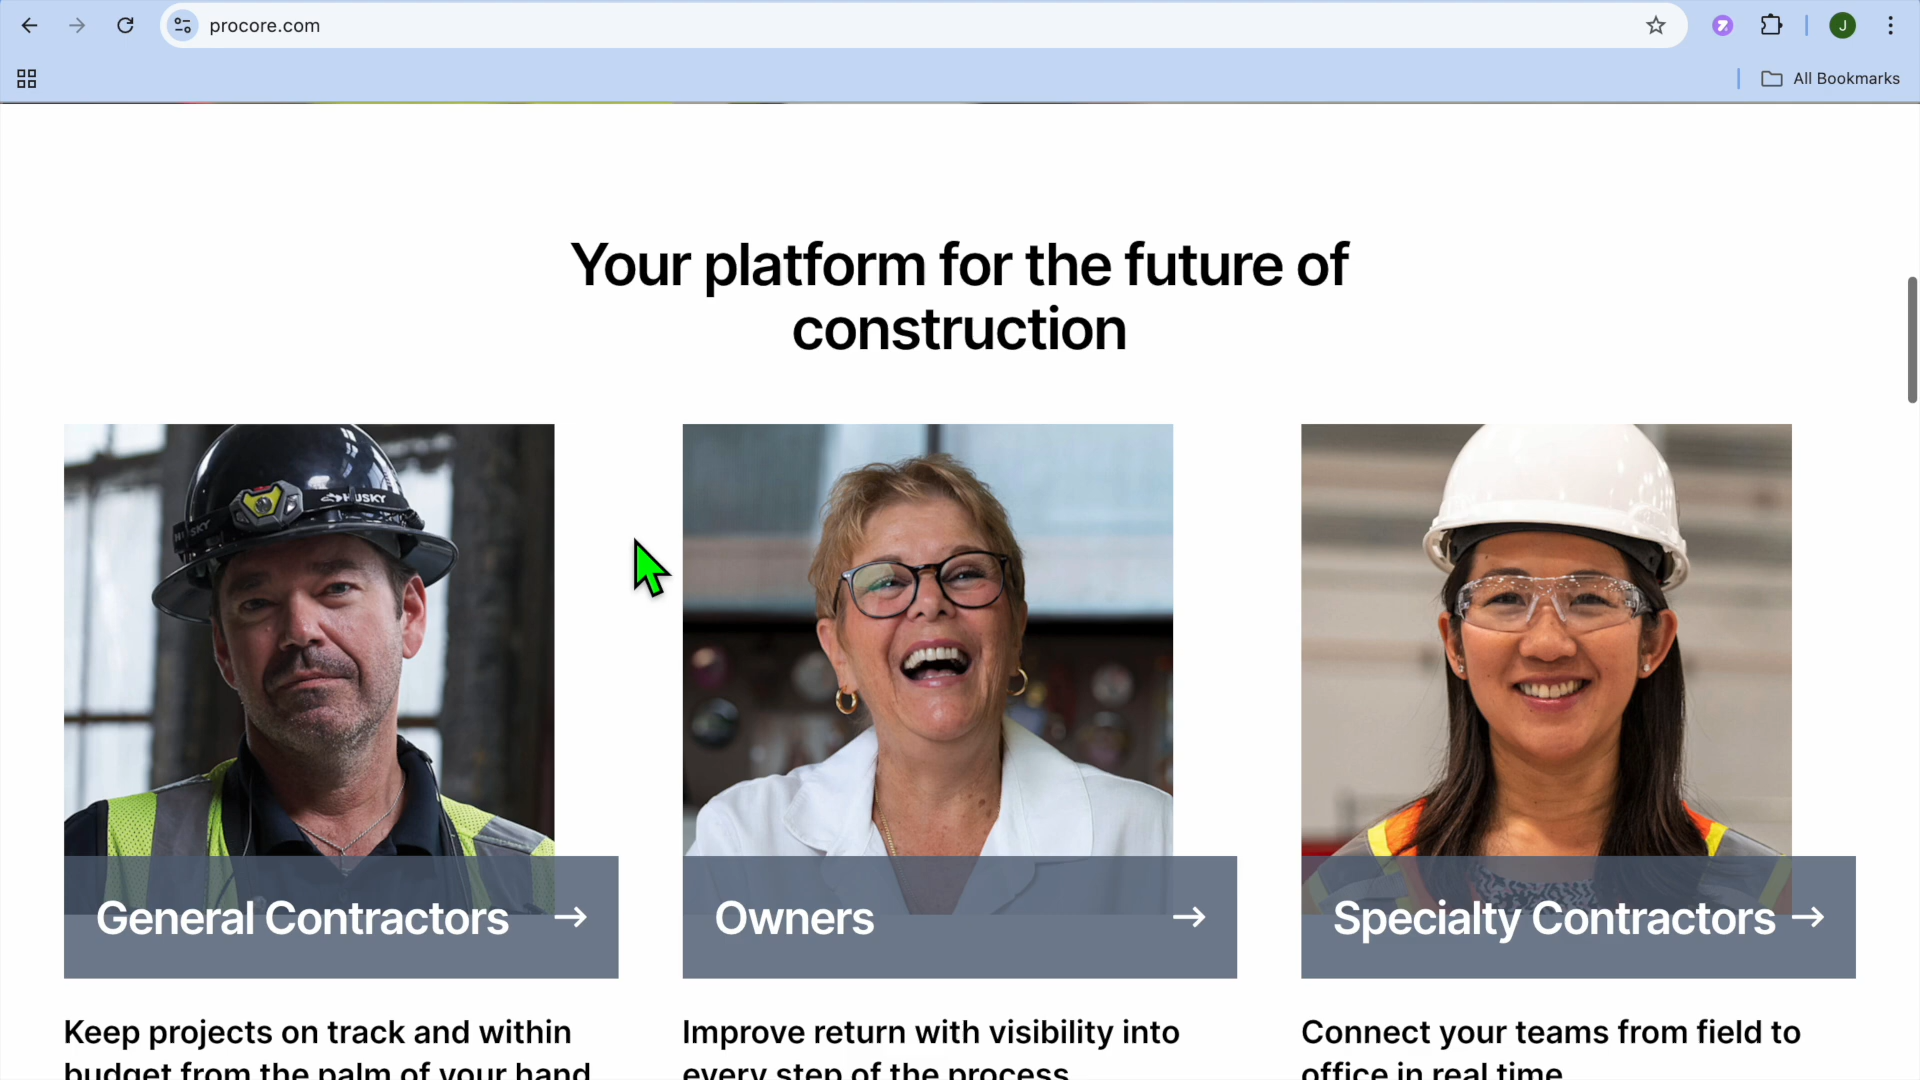 procore.com
J
All Bookmarks
Your platform for the future of
construction
HUSKY
General Contractors →
Owners →
Specialty Contractors →
Keep projects on track and within
budget from the palm of your hand
Improve return with visibility into
every step of the process
Connect your teams from field to
office in real time